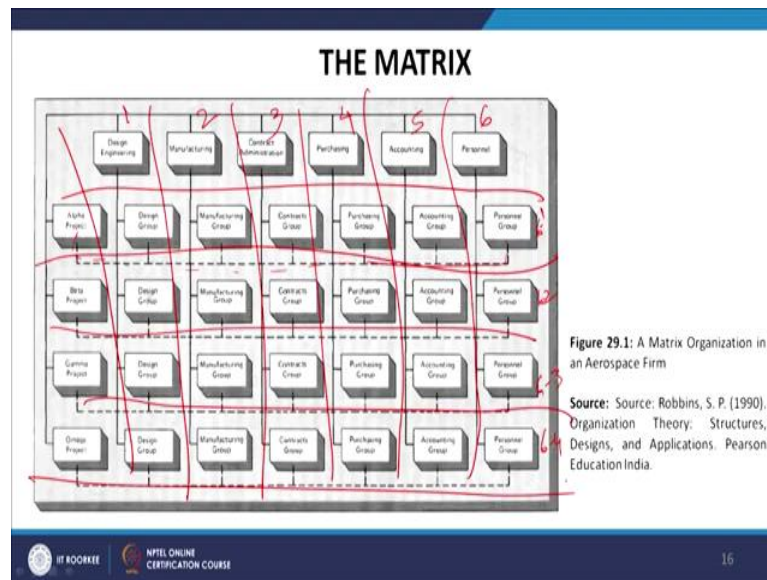 THE MATRIX
1 2 3 4 5 6
Design Engineering Manufacturing Contract Administration Purchasing Accounting Personnel
Alpha Project Design Group Manufacturing Group Contracts Group Purchasing Group Accounting Group Personnel Group
Beta Project Design Group Manufacturing Group Contracts Group Purchasing Group Accounting Group Personnel Group
Gamma Project Design Group Manufacturing Group Contracts Group Purchasing Group Accounting Group Personnel Group
Omega Project Design Group Manufacturing Group Contracts Group Purchasing Group Accounting Group Personnel Group
Figure 29.1: A Matrix Organization in
an Aerospace Firm
Source: Source: Robbins, S. P. (1990).
Organization Theory: Structures,
Designs, and Applications. Pearson
Education India.
IIT ROORKEE
NPTEL ONLINE
CERTIFICATION COURSE
16